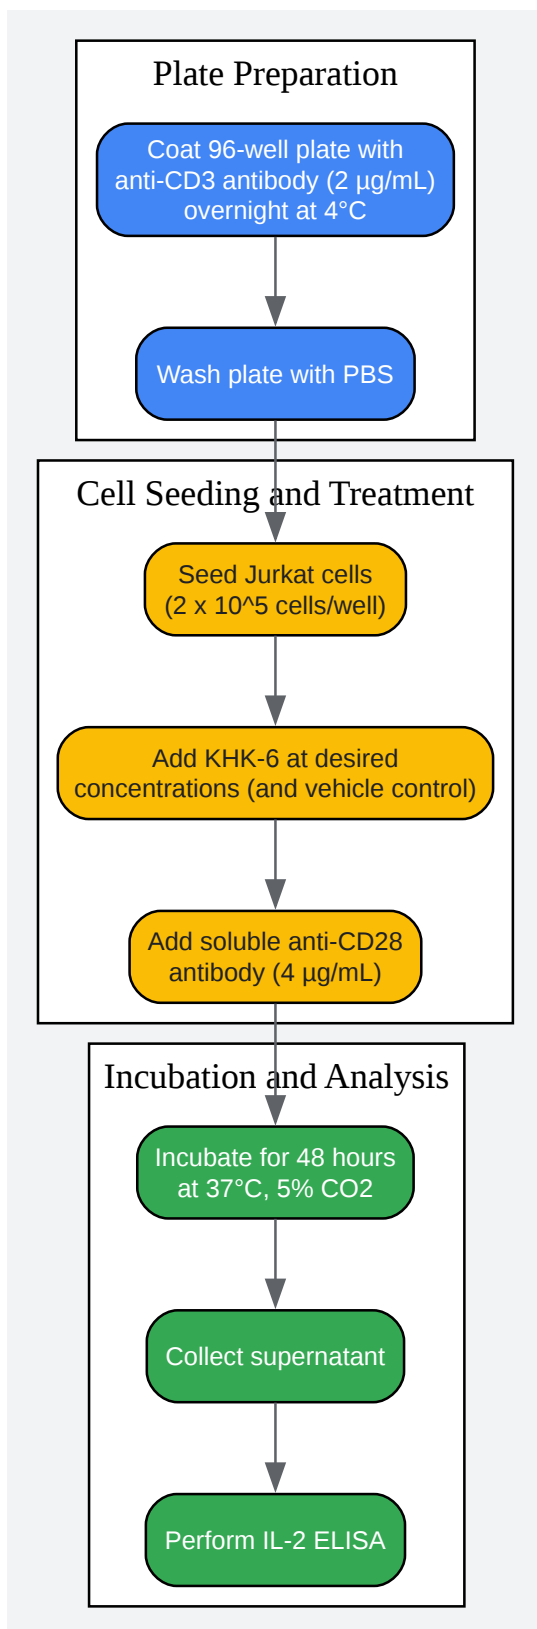 Plate Preparation
Coat 96-well plate with
anti-CD3 antibody (2 µg/mL)
overnight at 4°C
Wash plate with PBS
Cell Seeding and Treatment
Seed Jurkat cells
(2 x 10^5 cells/well)
Add KHK-6 at desired
concentrations (and vehicle control)
Add soluble anti-CD28
antibody (4 µg/mL)
Incubation and Analysis
Incubate for 48 hours
at 37°C, 5% CO2
Collect supernatant
Perform IL-2 ELISA